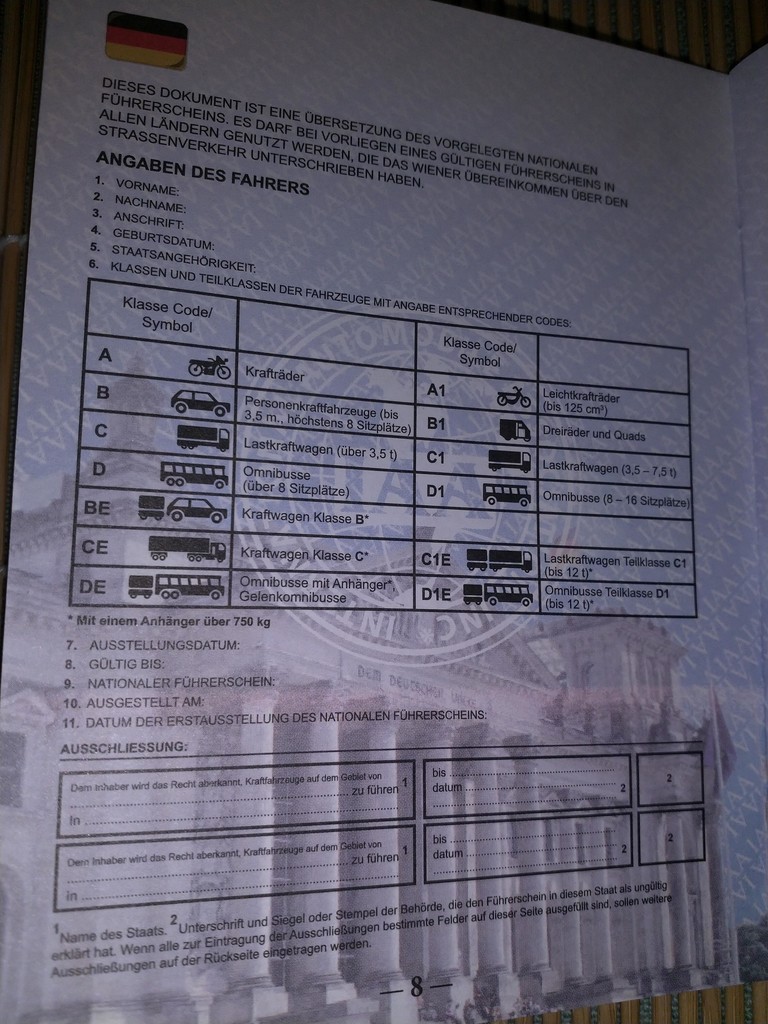 DIESES DOKUMENT IST EINE ÜBERSETZUNG DES VORGELEGTEN NATIONALEN
FÜHRERSCHEINS. ES DARF BEI VORLIEGEN EINES GÜLTIGEN FÜHRERSCHEINS IN
ALLEN LÄNDERN GENUTZT WERDEN, DIE DAS WIENER ÜBEREINKOMMEN ÜBER DEN
STRASSENVERKEHR UNTERSCHRIEBEN HABEN.
ANGABEN DES FAHRERS
1. VORNAME:
2. NACHNAME:
3. ANSCHRIFT:
4. GEBURTSDATUM:
5. STAATSANGEHÖRIGKEIT:
6. KLASSEN UND TEILKLASSEN DER FAHRZEUGE MIT ANGABE ENTSPRECHENDER CODES:
Klasse Code/
Symbol
Klasse Code/
Symbol
A Krafträder
A1 Leichtkrafträder
(bis 125 cm³)
B Personenkraftfahrzeuge (bis
3,5 m., höchstens 8 Sitzplätze)
B1 Dreiräder und Quads
C Lastkraftwagen (über 3,5 t)
C1 Lastkraftwagen (3,5 – 7,5 t)
D Omnibusse
(über 8 Sitzplätze)
D1 Omnibusse (8 – 16 Sitzplätze)
BE Kraftwagen Klasse B*
CE Kraftwagen Klasse C*
C1E Lastkraftwagen Teilklasse C1
(bis 12 t)*
DE Omnibusse mit Anhänger*,
Gelenkomnibusse
D1E Omnibusse Teilklasse D1
(bis 12 t)*
* Mit einem Anhänger über 750 kg
7. AUSSTELLUNGSDATUM:
8. GÜLTIG BIS:
9. NATIONALER FÜHRERSCHEIN:
10. AUSGESTELLT AM:
11. DATUM DER ERSTAUSSTELLUNG DES NATIONALEN FÜHRERSCHEINS:
DEM DEUTSCHEN
AUSSCHLIESSUNG:
Dem Inhaber wird das Recht aberkannt, Kraftfahrzeuge auf dem Gebiet von
zu führen 1
In
bis
datum 2
2
Dem Inhaber wird das Recht aberkannt, Kraftfahrzeuge auf dem Gebiet von
zu führen 1
in
bis
datum 2
2
1 Name des Staats. 2 Unterschrift und Siegel oder Stempel der Behörde, die den Führerschein in diesem Staat als ungültig
erklärt hat. Wenn alle zur Eintragung der Ausschließungen bestimmte Felder auf dieser Seite ausgefüllt sind, sollen weitere
Ausschließungen auf der Rückseite eingetragen werden.
— 8 —